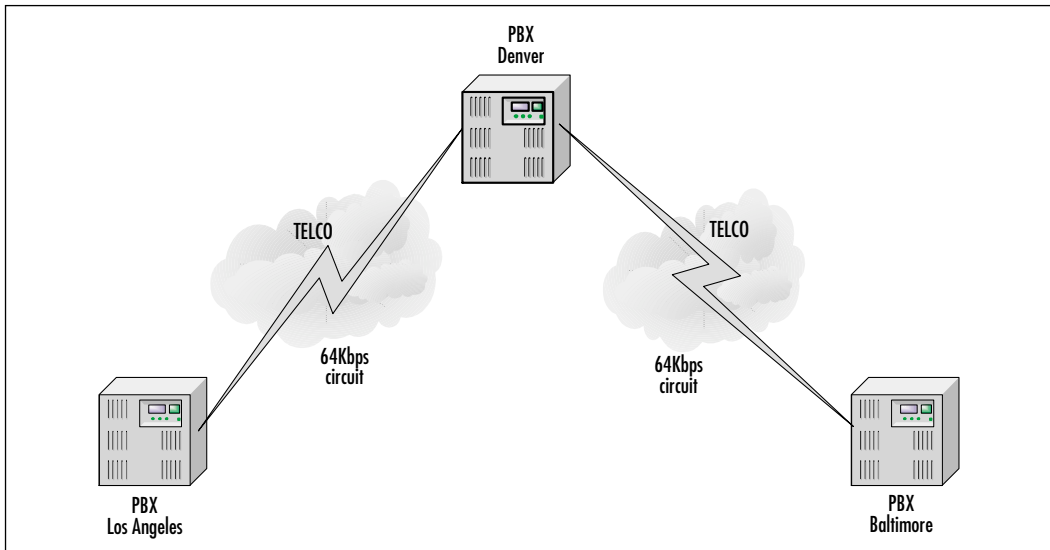 PBX
Denver
TELCO
TELCO
64Kbps
circuit
64Kbps
circuit
PBX
Los Angeles
PBX
Baltimore